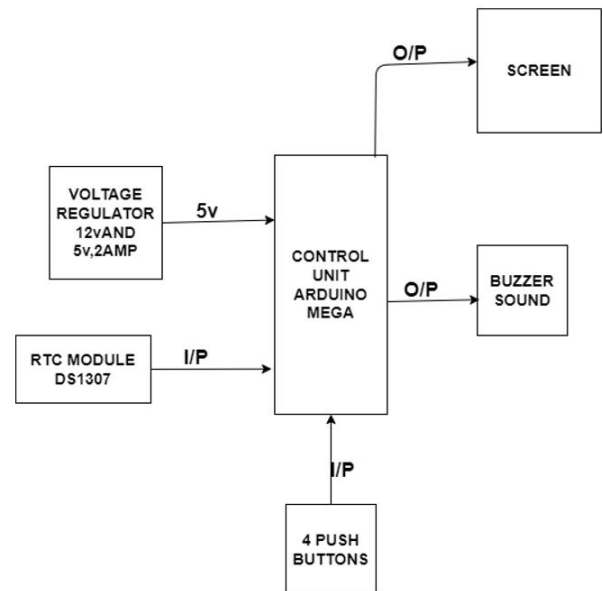 O/P
SCREEN
VOLTAGE
REGULATOR
12vAND
5v,2AMP
5v
CONTROL
UNIT
ARDUINO
MEGA
O/P
BUZZER
SOUND
RTC MODULE
DS1307
I/P
I/P
4 PUSH
BUTTONS